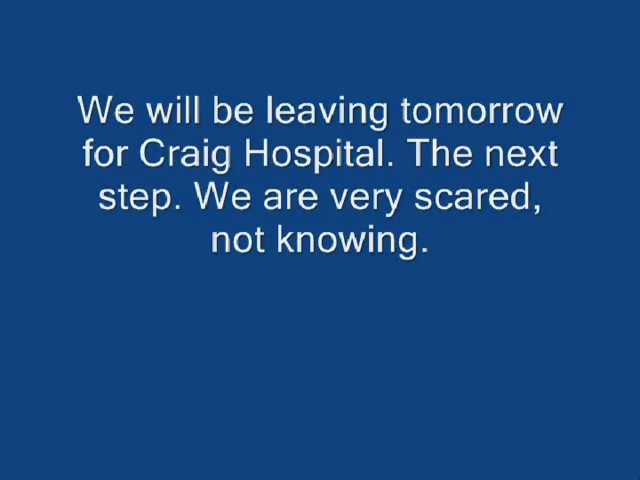 We will be leaving tomorrow
for Craig Hospital. The next
step. We are very scared,
not knowing.